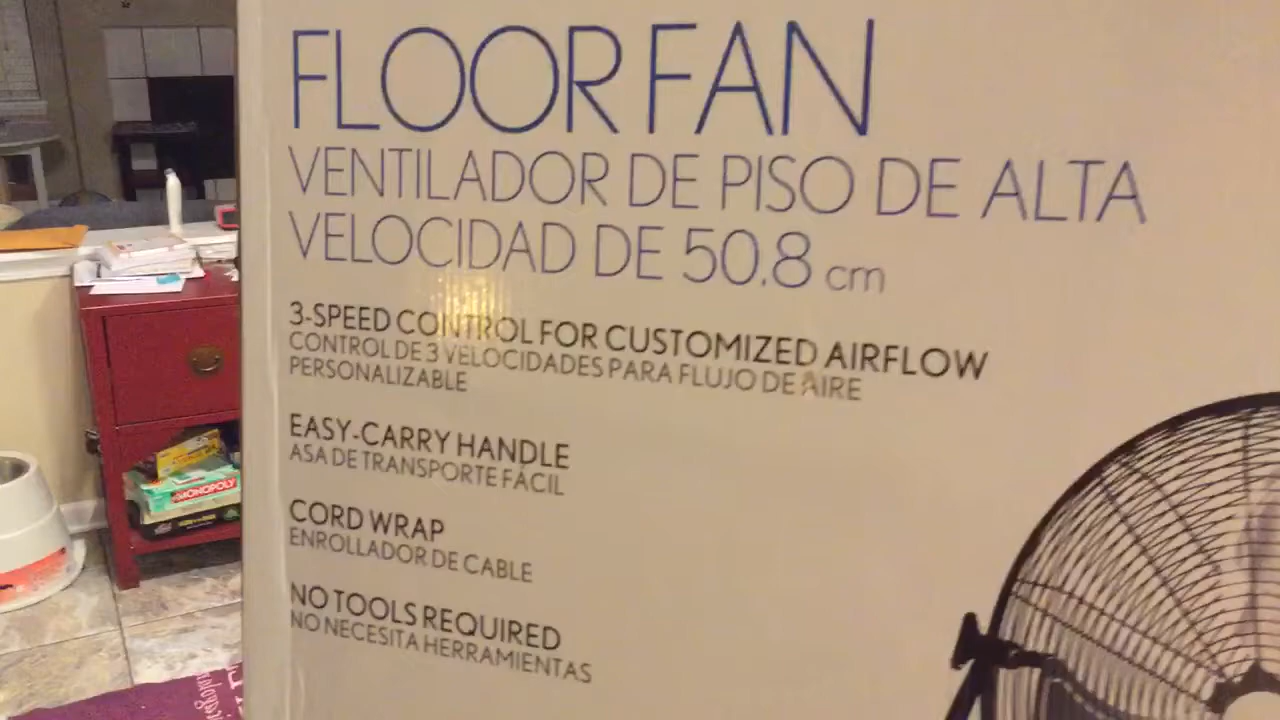 FLOOR FAN
VENTILADOR DE PISO DE ALTA
VELOCIDAD DE 50.8 cm
3-SPEED CONTROL FOR CUSTOMIZED AIRFLOW
CONTROL DE 3 VELOCIDADES PARA FLUJO DE AIRE
PERSONALIZABLE
EASY-CARRY HANDLE
ASA DE TRANSPORTE FÁCIL
CORD WRAP
ENROLLADOR DE CABLE
NO TOOLS REQUIRED
NO NECESITA HERRAMIENTAS
MONOPOLY